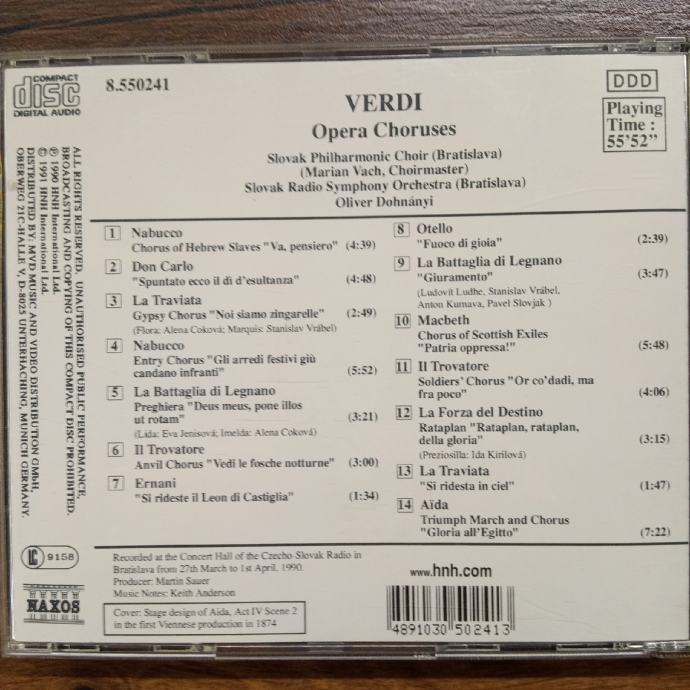 COMPACT
disc
DIGITAL AUDIO
8.550241
DDD
VERDI
Opera Choruses
Playing
Time :
55'52"
Slovak Philharmonic Choir (Bratislava)
(Marian Vach, Choirmaster)
Slovak Radio Symphony Orchestra (Bratislava)
Oliver Dohnányi
1 Nabucco
Chorus of Hebrew Slaves "Va, pensiero" (4:39)
2 Don Carlo
"Spuntato ecco il dì d'esultanza" (4:48)
3 La Traviata
Gypsy Chorus "Noi siamo zingarelle" (2:49)
(Flora: Alena Coková; Marquis: Stanislav Vrábel)
4 Nabucco
Entry Chorus "Gli arredi festivi giù
candano infranti" (5:52)
5 La Battaglia di Legnano
Preghiera "Deus meus, pone illos
ut rotam" (3:21)
(Lida: Eva Jenisová; Imelda: Alena Coková)
6 Il Trovatore
Anvil Chorus "Vedi le fosche notturne" (3:00)
7 Ernani
"Si rideste il Leon di Castiglia" (1:34)
8 Otello
"Fuoco di gioia" (2:39)
9 La Battaglia di Legnano
"Giuramento" (3:47)
(Ludovít Ludhe, Stanislav Vrábel,
Anton Kurnava, Pavel Slovjak )
10 Macbeth
Chorus of Scottish Exiles
"Patria oppressa!" (5:48)
11 Il Trovatore
Soldiers' Chorus "Or co'dadi, ma
fra poco" (4:06)
12 La Forza del Destino
Rataplan "Rataplan, rataplan,
della gloria" (3:15)
(Preziosilla: Ida Kirilová)
13 La Traviata
"Si ridesta in ciel" (1:47)
14 Aïda
Triumph March and Chorus
"Gloria all'Egitto" (7:22)
ALL RIGHTS RESERVED. UNAUTHORISED PUBLIC PERFORMANCE,
BROADCASTING AND COPYING OF THIS COMPACT DISC PROHIBITED.
℗ 1990 HNH International Ltd.
© 1991 HNH International Ltd.
DISTRIBUTED BY: MVD MUSIC AND VIDEO DISTRIBUTION GMbH,
OBERWEG 21C-HALLE V, D-8025 UNTERHACHING, MUNICH GERMANY.
LC 9158
NAXOS
Recorded at the Concert Hall of the Czecho-Slovak Radio in
Bratislava from 27th March to 1st April, 1990.
Producer: Martin Sauer
Music Notes: Keith Anderson
Cover: Stage design of Aida, Act IV Scene 2
in the first Viennese production in 1874
www.hnh.com
4891030 502413